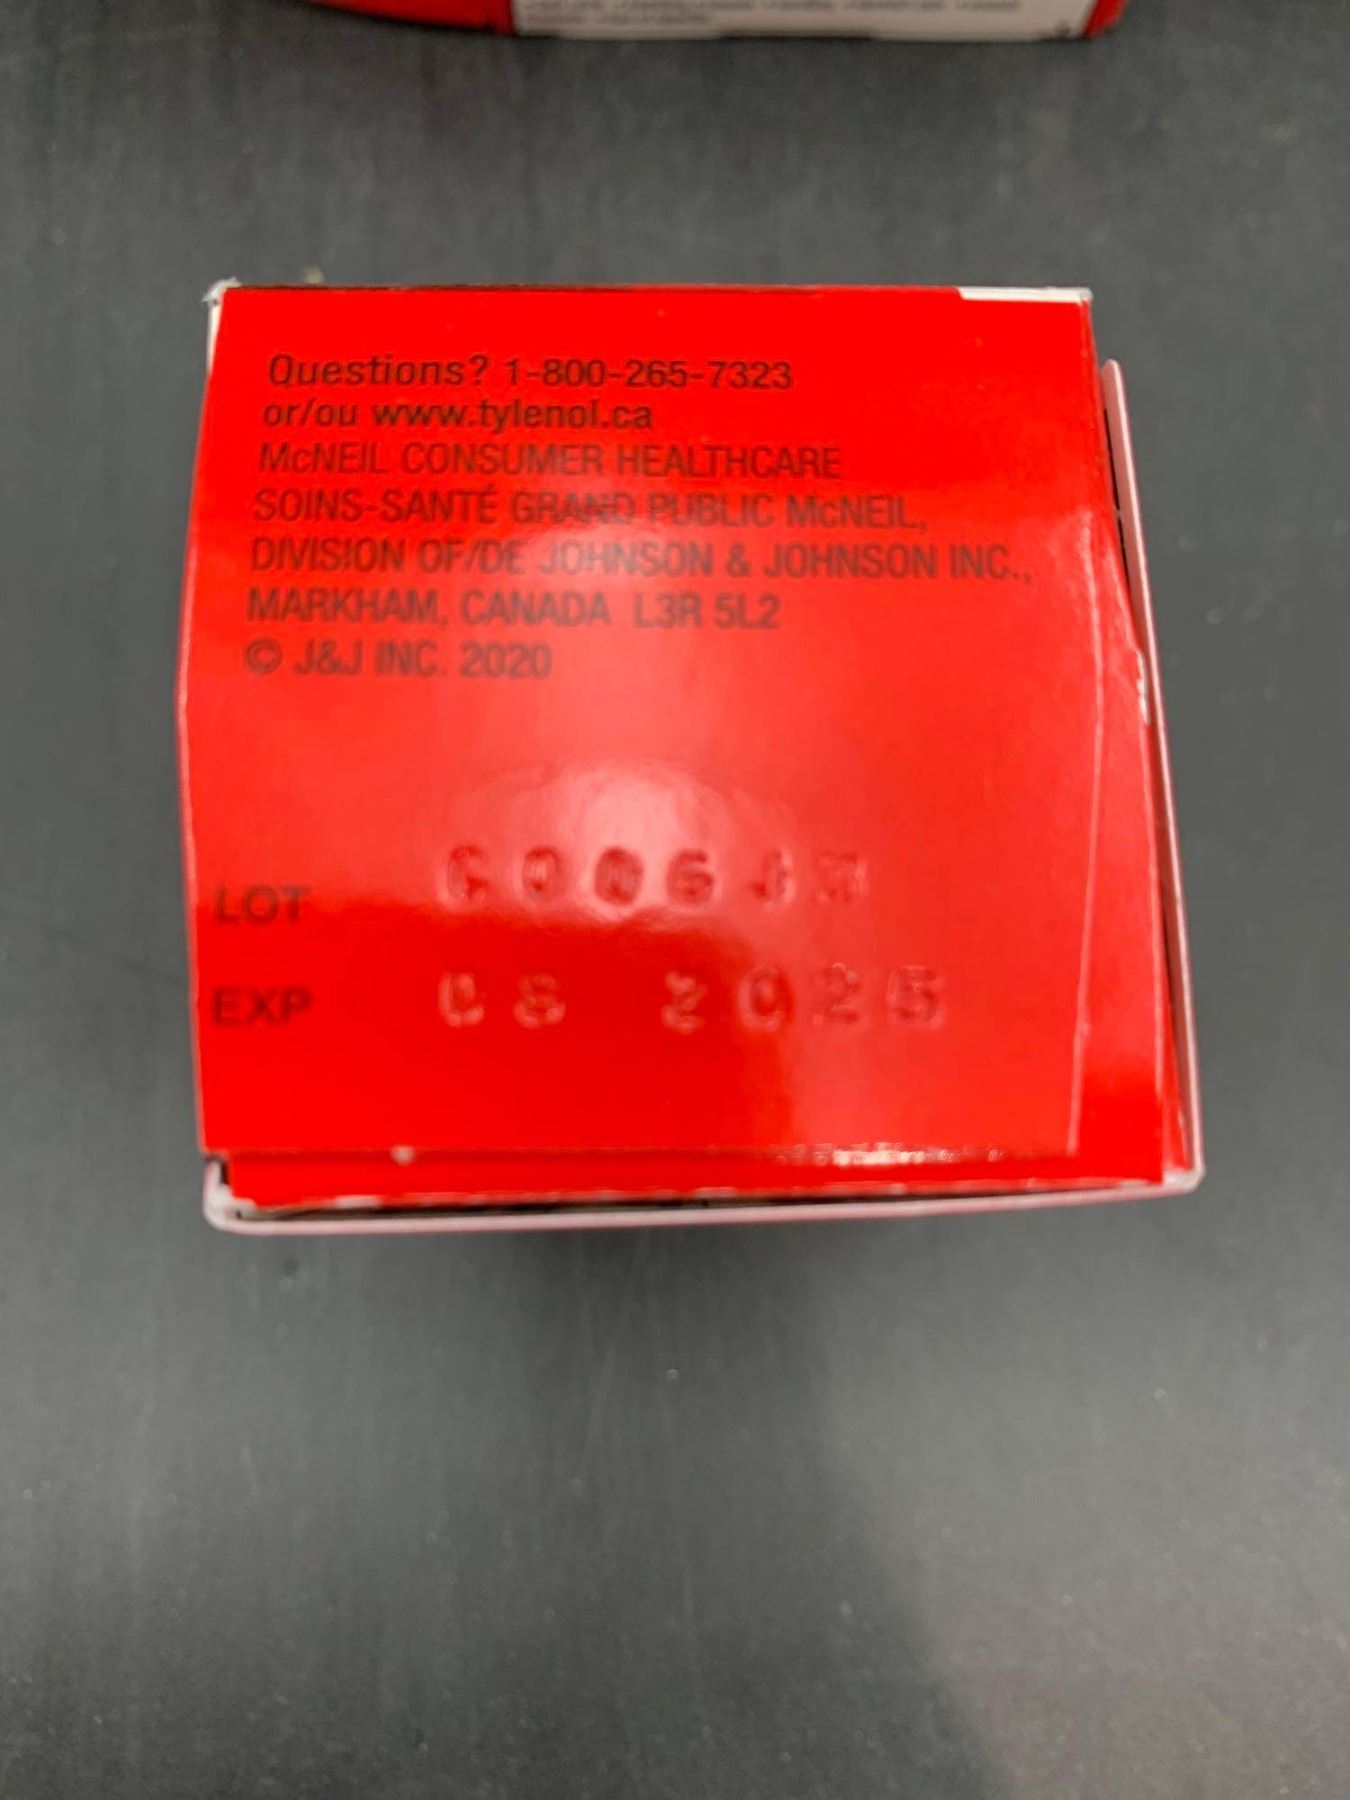 Questions? 1-800-265-7323
or/ou www.tylenol.ca
McNEIL CONSUMER HEALTHCARE
SOINS-SANTÉ GRAND PUBLIC McNEIL,
DIVISION OF/DE JOHNSON & JOHNSON INC.,
MARKHAM, CANADA L3R 5L2
© J&J INC. 2020
LOT
EXP 2025